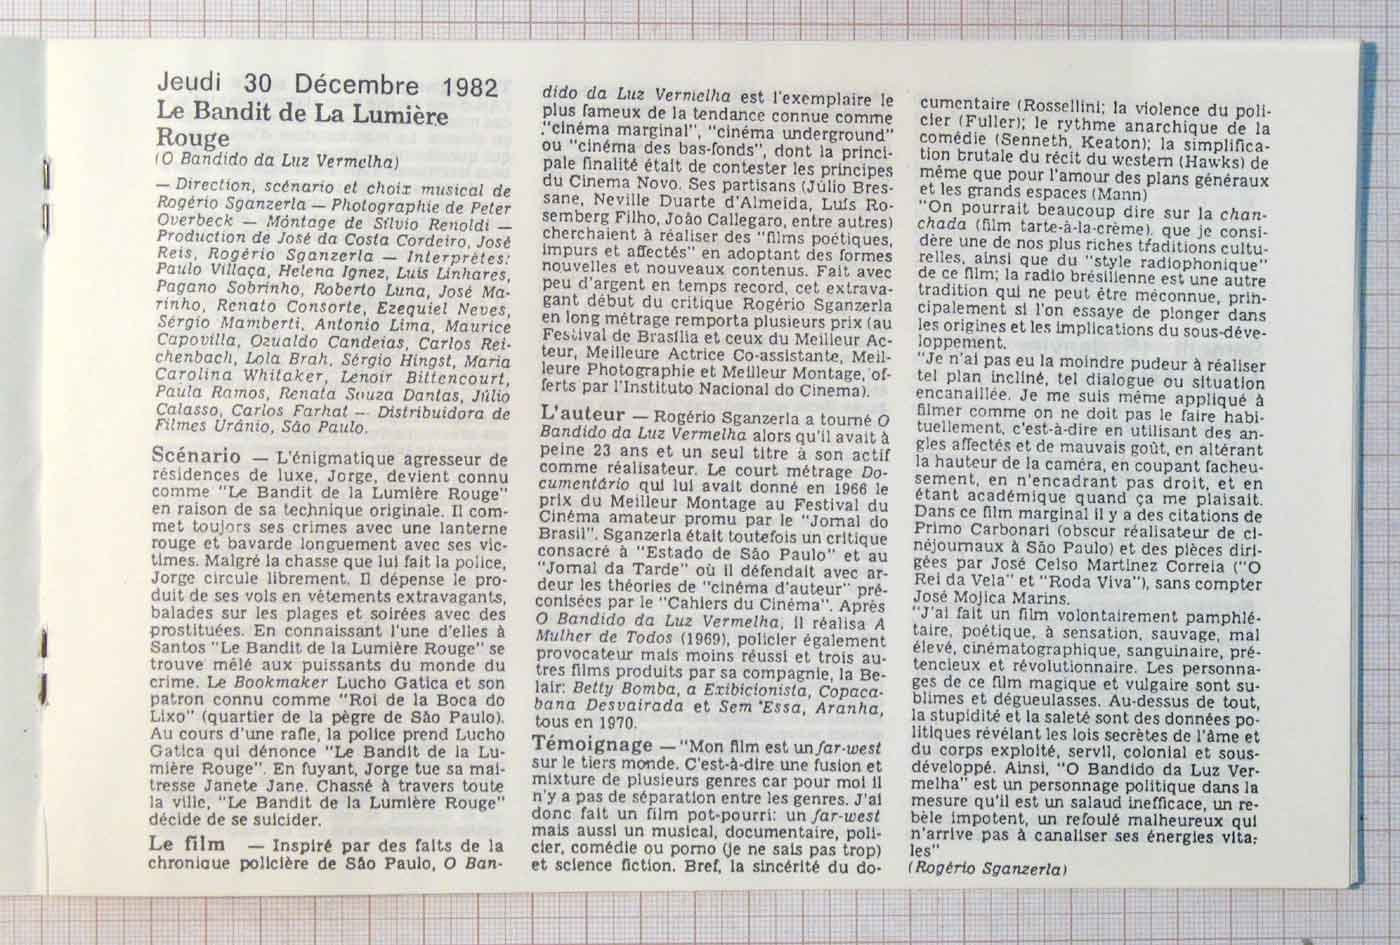 Jeudi 30 Décembre 1982
Le Bandit de La Lumière
Rouge
(O Bandido da Luz Vermelha)
— Direction, scénario et choix musical de
Rogério Sganzerla — Photographie de Peter
Overbeck — Móntage de Sílvio Renoldi —
Production de José da Costa Cordeiro, José
Reis, Rogério Sganzerla — Interprètes:
Paulo Villaça, Helena Ignez, Luis Linhares,
Pagano Sobrinho, Roberto Luna, José Ma-
rinho, Renato Consorte, Ezequiel Neves,
Sérgio Mamberti, Antonio Lima, Maurice
Capovilla, Ozualdo Candeias, Carlos Rei-
chenbach, Lola Brah, Sérgio Hingst, Maria
Carolina Whitaker, Lenoir Bittencourt,
Paula Ramos, Renata Souza Dantas, Júlio
Calasso, Carlos Farhat — Distribuidora de
Filmes Urânio, São Paulo.
Scénario — L'énigmatique agresseur de
résidences de luxe, Jorge, devient connu
comme "Le Bandit de la Lumière Rouge"
en raison de sa technique originale. Il com-
met toujors ses crimes avec une lanterne
rouge et bavarde longuement avec ses vic-
times. Malgré la chasse que lui fait la police,
Jorge circule librement. Il dépense le pro-
duit de ses vols en vêtements extravagants,
balades sur les plages et soirées avec des
prostituées. En connaissant l'une d'elles à
Santos "Le Bandit de la Lumière Rouge" se
trouve mêlé aux puissants du monde du
crime. Le Bookmaker Lucho Gatica et son
patron connu comme "Roi de la Boca do
Lixo" (quartier de la pègre de São Paulo).
Au cours d'une rafle, la police prend Lucho
Gatica qui dénonce "Le Bandit de la Lu-
mière Rouge". En fuyant, Jorge tue sa maî-
tresse Janete Jane. Chassé à travers toute
la ville, "Le Bandit de la Lumière Rouge"
décide de se suicider.
Le film — Inspiré par des faits de la
chronique policière de São Paulo, O Ban-
dido da Luz Vermelha est l'exemplaire le
plus fameux de la tendance connue comme
"cinéma marginal", "cinéma underground"
ou "cinéma des bas-fonds", dont la princi-
pale finalité était de contester les principes
du Cinema Novo. Ses partisans (Júlio Bres-
sane, Neville Duarte d'Almeida, Luís Ro-
semberg Filho, João Callegaro, entre autres)
cherchaient à réaliser des "films poétiques,
impurs et affectés" en adoptant des formes
nouvelles et nouveaux contenus. Fait avec
peu d'argent en temps record, cet extrava-
gant début du critique Rogério Sganzerla
en long métrage remporta plusieurs prix (au
Festival de Brasília et ceux du Meilleur Ac-
teur, Meilleure Actrice Co-assistante, Meil-
leure Photographie et Meilleur Montage, of-
ferts par l'Instituto Nacional do Cinema).
L'auteur — Rogério Sganzerla a tourné O
Bandido da Luz Vermelha alors qu'il avait à
peine 23 ans et un seul titre à son actif
comme réalisateur. Le court métrage Do-
cumentário qui lui avait donné en 1966 le
prix du Meilleur Montage au Festival du
Cinéma amateur promu par le "Jornal do
Brasil". Sganzerla était toutefois un critique
consacré à "Estado de São Paulo" et au
"Jornal da Tarde" où il défendait avec ar-
deur les théories de "cinéma d'auteur" pré-
conisées par le "Cahiers du Cinéma". Après
O Bandido da Luz Vermelha, il réalisa A
Mulher de Todos (1969), policier également
provocateur mais moins réussi et trois au-
tres films produits par sa compagnie, la Be-
lair: Betty Bomba, a Exibicionista, Copaca-
bana Desvairada et Sem Essa, Aranha,
tous en 1970.
Témoignage — "Mon film est un far-west
sur le tiers monde. C'est-à-dire une fusion et
mixture de plusieurs genres car pour moi il
n'y a pas de séparation entre les genres. J'ai
donc fait un film pot-pourri: un far-west
mais aussi un musical, documentaire, poli-
cier, comédie ou porno (je ne sais pas trop)
et science fiction. Bref, la sincérité du do-
cumentaire (Rossellini; la violence du poli-
cier (Fuller); le rythme anarchique de la
comédie (Senneth, Keaton); la simplifica-
tion brutale du récit du western (Hawks) de
même que pour l'amour des plans généraux
et les grands espaces (Mann)
"On pourrait beaucoup dire sur la chan-
chada (film tarte-à-la-crème), que je consi-
dère une de nos plus riches traditions cultu-
relles, ainsi que du "style radiophonique"
de ce film; la radio brésilienne est une autre
tradition qui ne peut être méconnue, prin-
cipalement si l'on essaye de plonger dans
les origines et les implications du sous-déve-
loppement.
"Je n'ai pas eu la moindre pudeur à réaliser
tel plan incliné, tel dialogue ou situation
encanaillée. Je me suis même appliqué à
filmer comme on ne doit pas le faire habi-
tuellement, c'est-à-dire en utilisant des an-
gles affectés et de mauvais goût, en altérant
la hauteur de la caméra, en coupant facheu-
sement, en n'encadrant pas droit, et en
étant académique quand ça me plaisait.
Dans ce film marginal il y a des citations de
Primo Carbonari (obscur réalisateur de ci-
néjournaux à São Paulo) et des pièces diri-
gées par José Celso Martinez Correia ("O
Rei da Vela" et "Roda Viva"), sans compter
José Mojica Marins.
"J'ai fait un film volontairement pamphlé-
taire, poétique, à sensation, sauvage, mal
élevé, cinématographique, sanguinaire, pré-
tencieux et révolutionnaire. Les personna-
ges de ce film magique et vulgaire sont su-
blimes et dégueulasses. Au-dessus de tout,
la stupidité et la saleté sont des données po-
litiques révélant les lois secrètes de l'âme et
du corps exploité, servil, colonial et sous-
développé. Ainsi, "O Bandido da Luz Ver-
melha" est un personnage politique dans la
mesure qu'il est un salaud inefficace, un re-
bèle impotent, un refoulé malheureux qui
n'arrive pas à canaliser ses énergies vita-
les"
(Rogério Sganzerla)